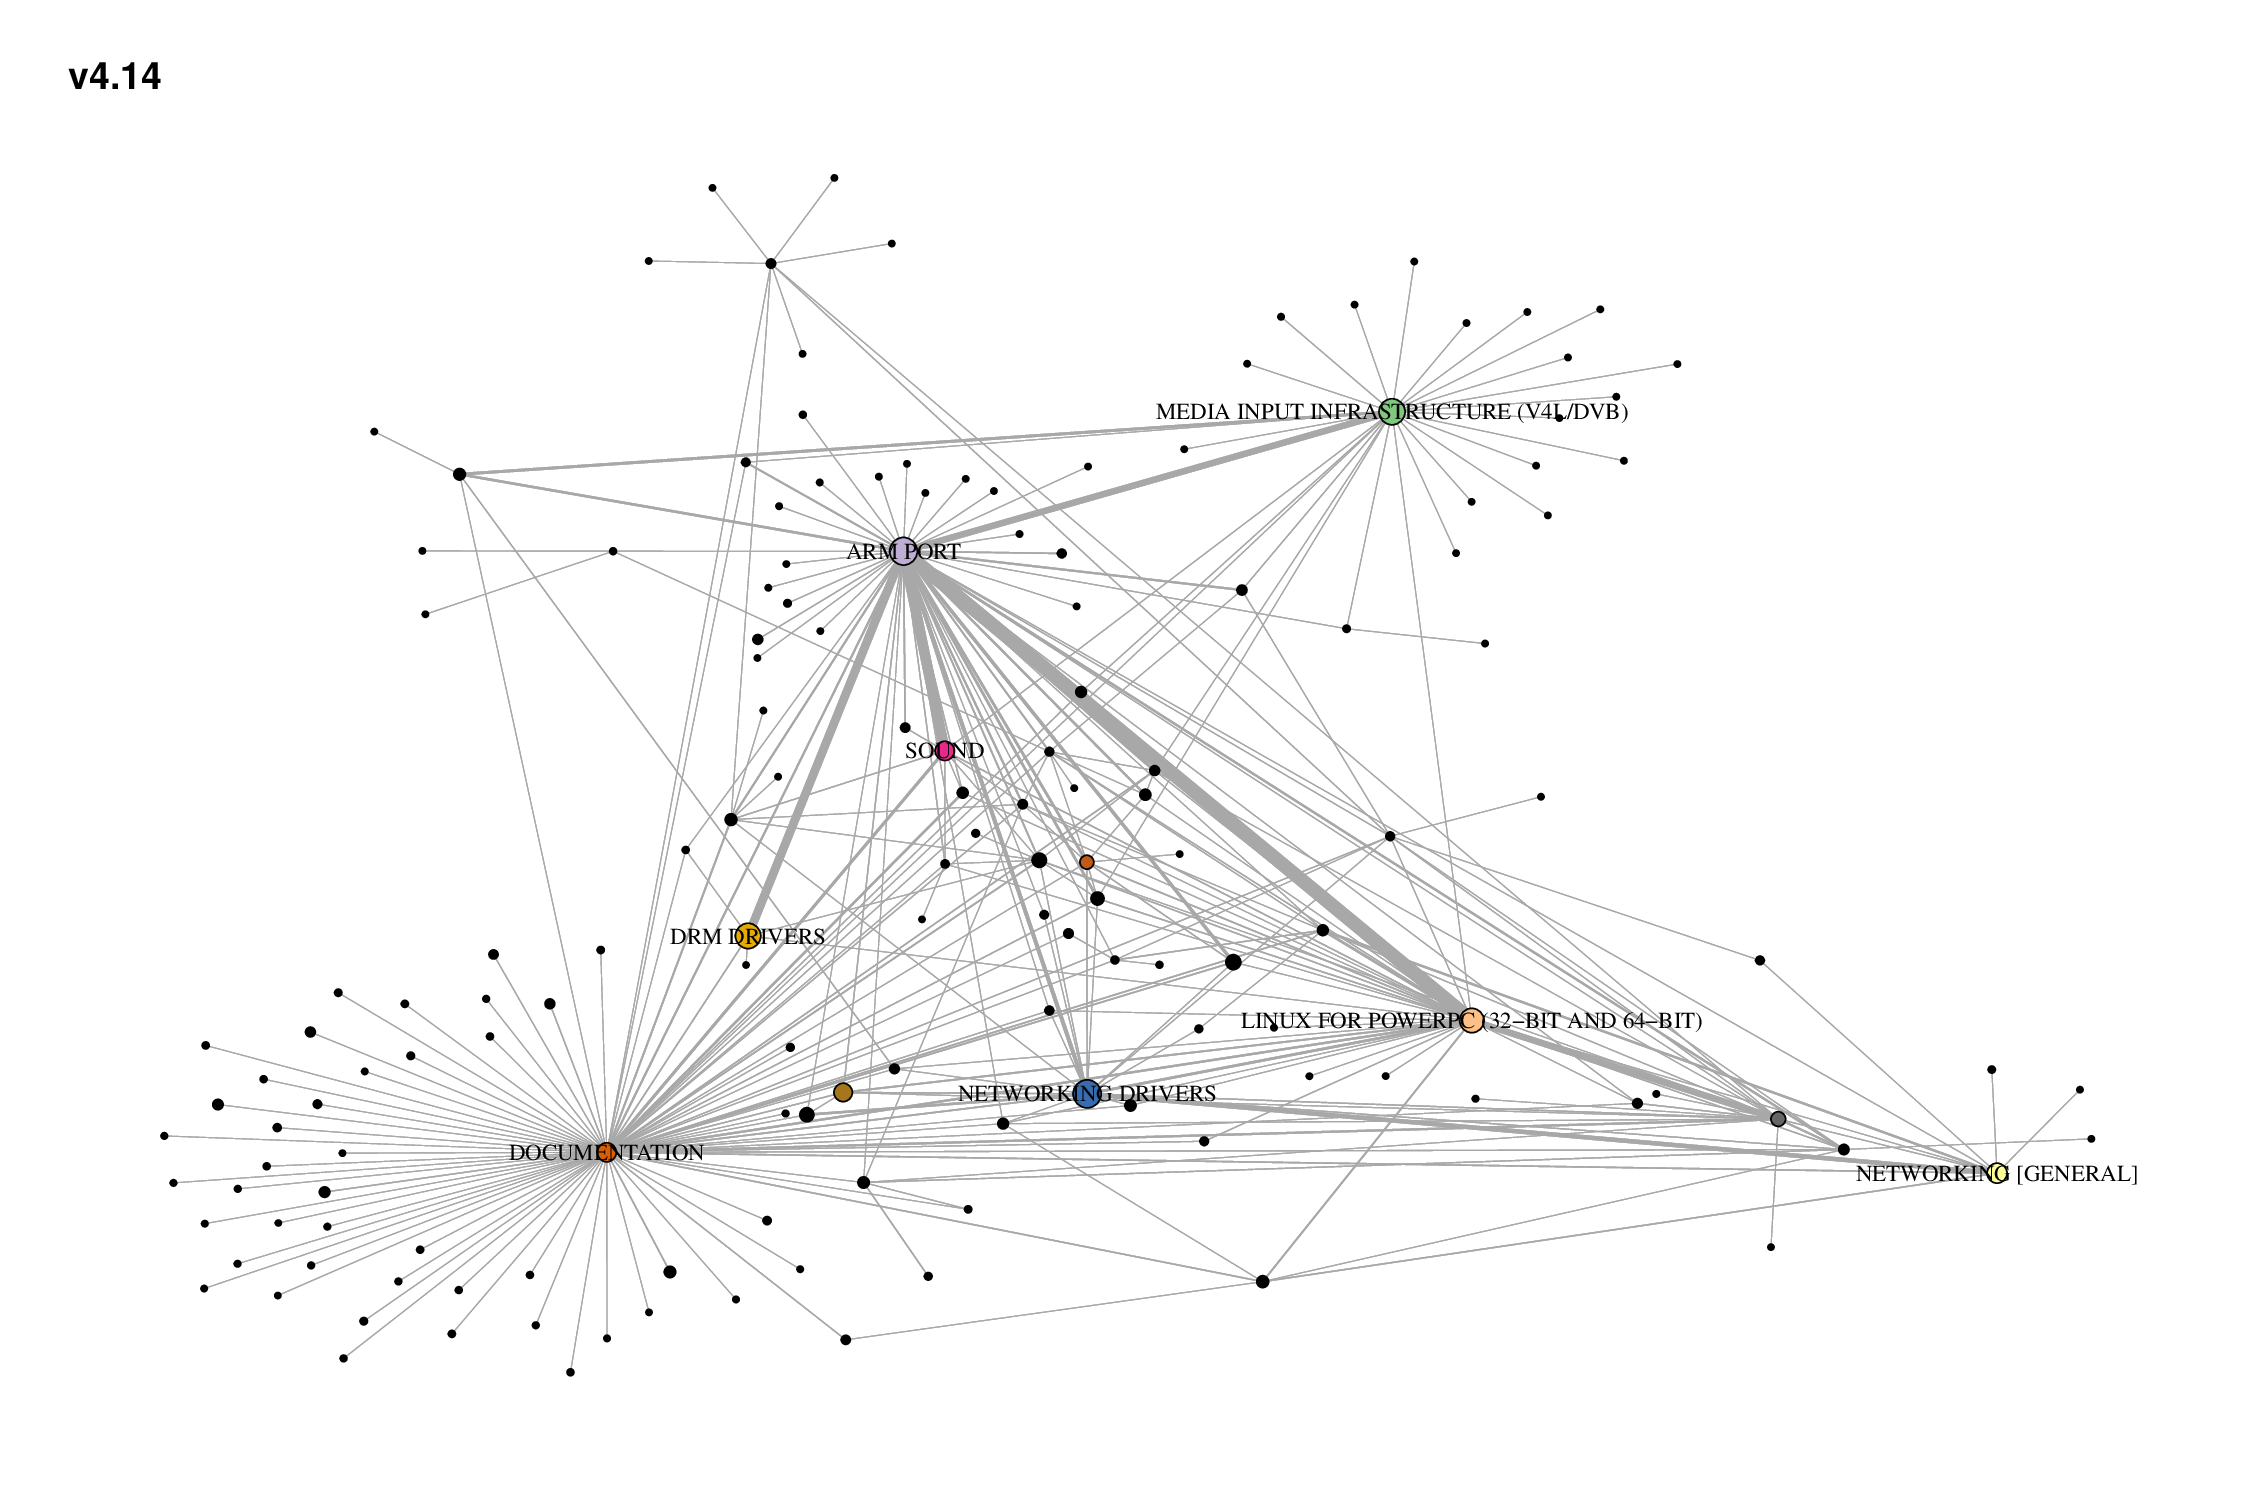 v4.14
MEDIA INPUT INFRASTRUCTURE (V4L/DVB)
ARM PORT
SOUND
DRM DRIVERS
LINUX FOR POWERPC (32−BIT AND 64−BIT)
NETWORKING DRIVERS
DOCUMENTATION
NETWORKING [GENERAL]